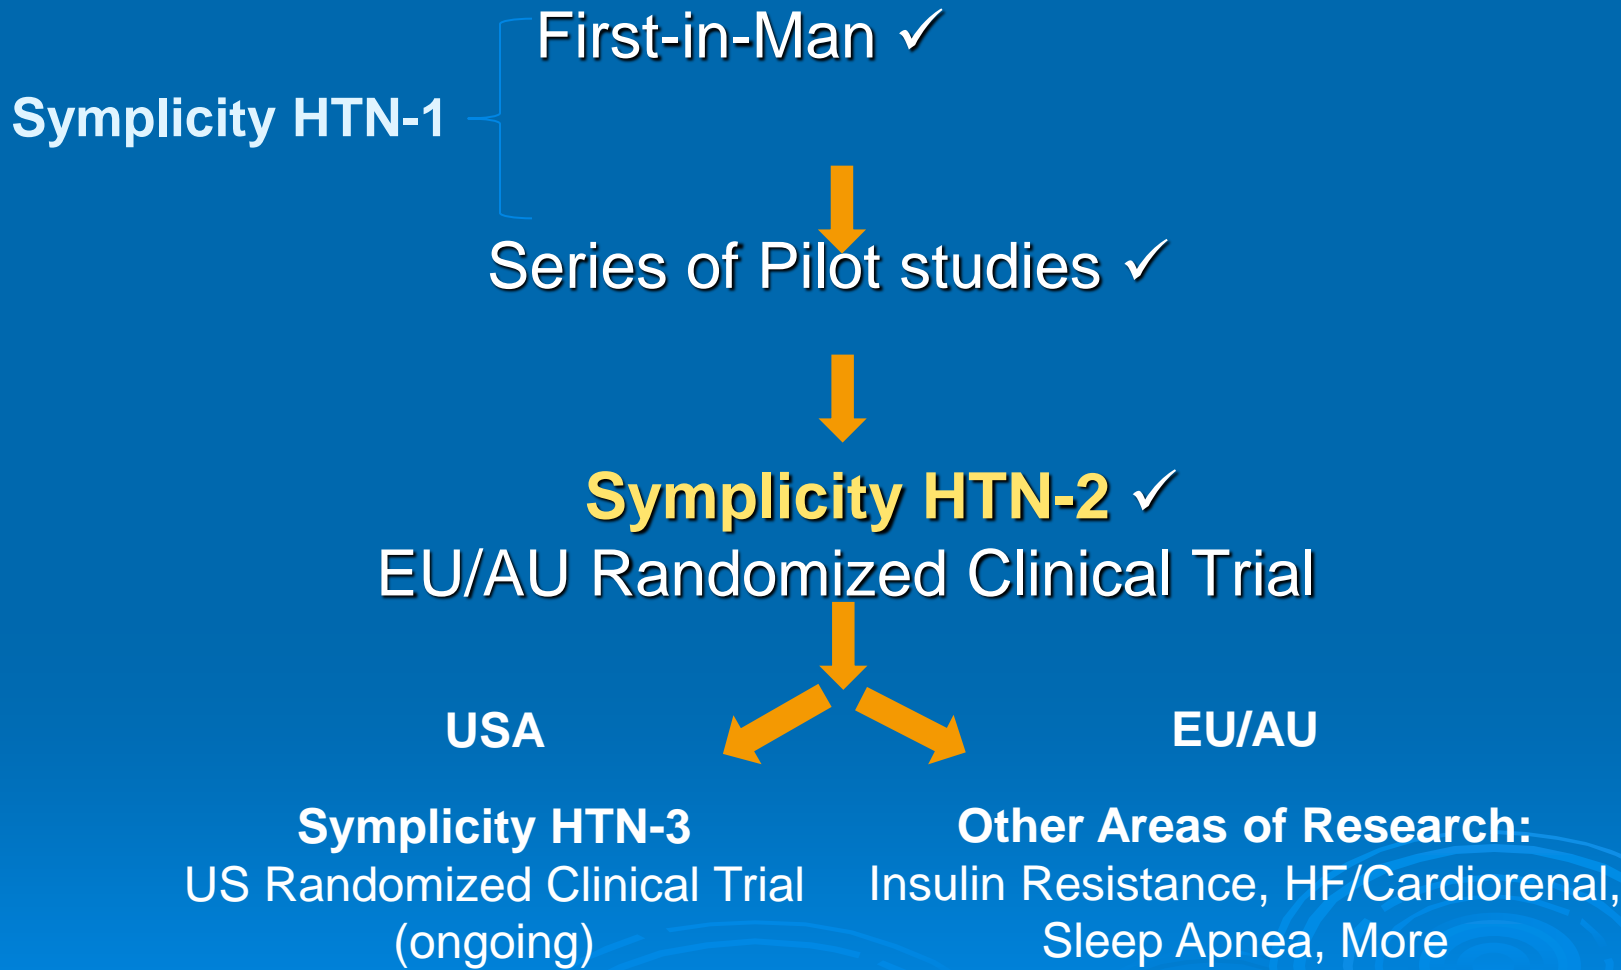 First-in-Man ✓
Symplicity HTN-1
Series of Pilot studies ✓
Symplicity HTN-2 ✓
EU/AU Randomized Clinical Trial
USA
Symplicity HTN-3
US Randomized Clinical Trial
(ongoing)
EU/AU
Other Areas of Research:
Insulin Resistance, HF/Cardiorenal,
Sleep Apnea, More